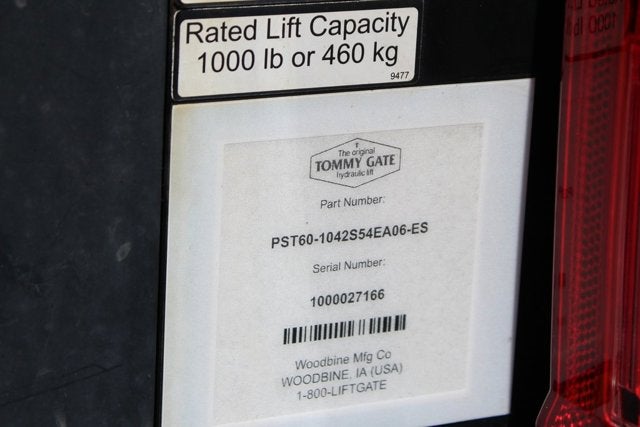 Rated Lift Capacity
1000 lb or 460 kg
9477
The original
TOMMY GATE
hydraulic lift
Part Number:
PST60-1042S54EA06-ES
Serial Number:
1000027166
Woodbine Mfg Co
WOODBINE, IA (USA)
1-800-LIFTGATE